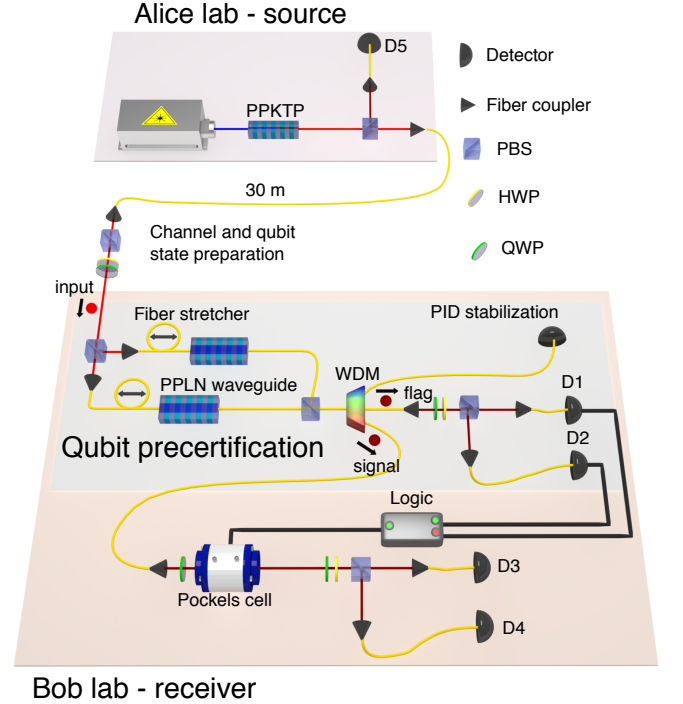 Alice lab - source
D5
Detector
PPKTP
Fiber coupler
PBS
30 m
HWP
Channel and qubit
state preparation
QWP
input
Fiber stretcher
PID stabilization
PPLN waveguide
WDM
flag
D1
Qubit precertification
D2
signal
Logic
D3
Pockels cell
D4
Bob lab - receiver